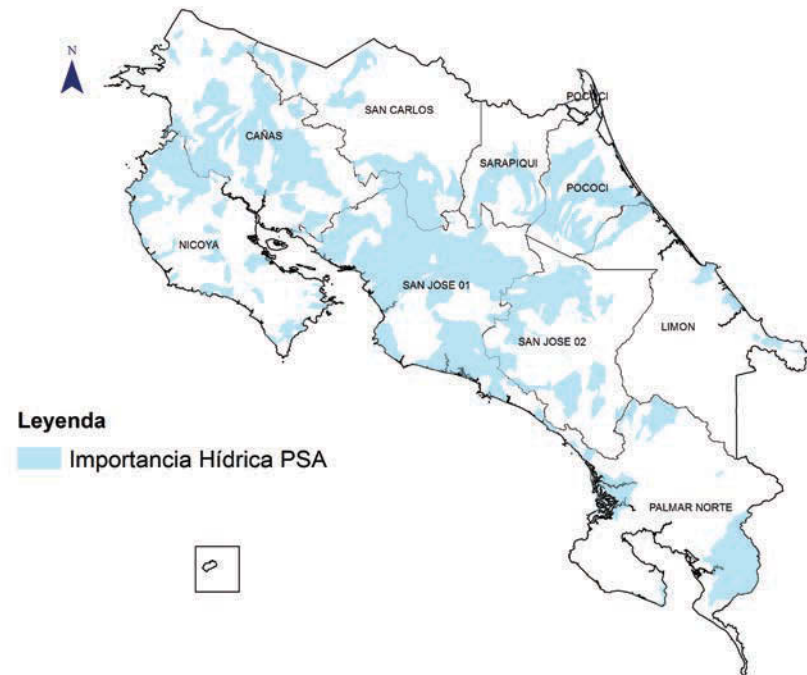 N
POCOCI
SAN CARLOS
CAÑAS
SARAPIQUI
POCOCI
NICOYA
SAN JOSE 01
LIMON
SAN JOSE 02
Leyenda
Importancia Hídrica PSA
PALMAR NORTE